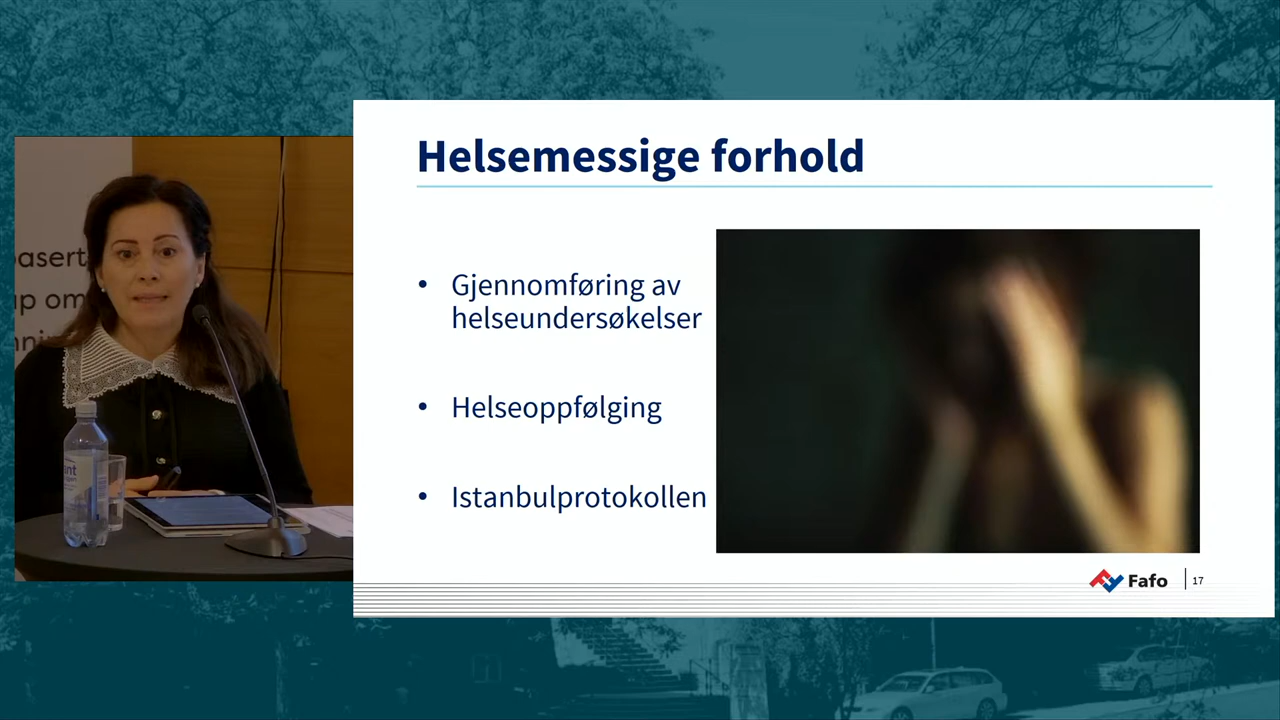 Helsemessige forhold
• Gjennomføring av
helseundersøkelser
• Helseoppfølging
• Istanbulprotokollen
Fafo
17